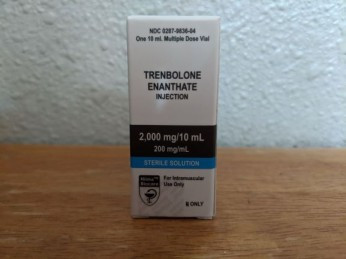 NDC 0287-9836-04
One 10 ml. Multiple Dose Vial
TRENBOLONE
ENANTHATE
INJECTION
2,000 mg/10 mL
200 mg/mL
STERILE SOLUTION
For Intramuscular
Use Only
℞ ONLY